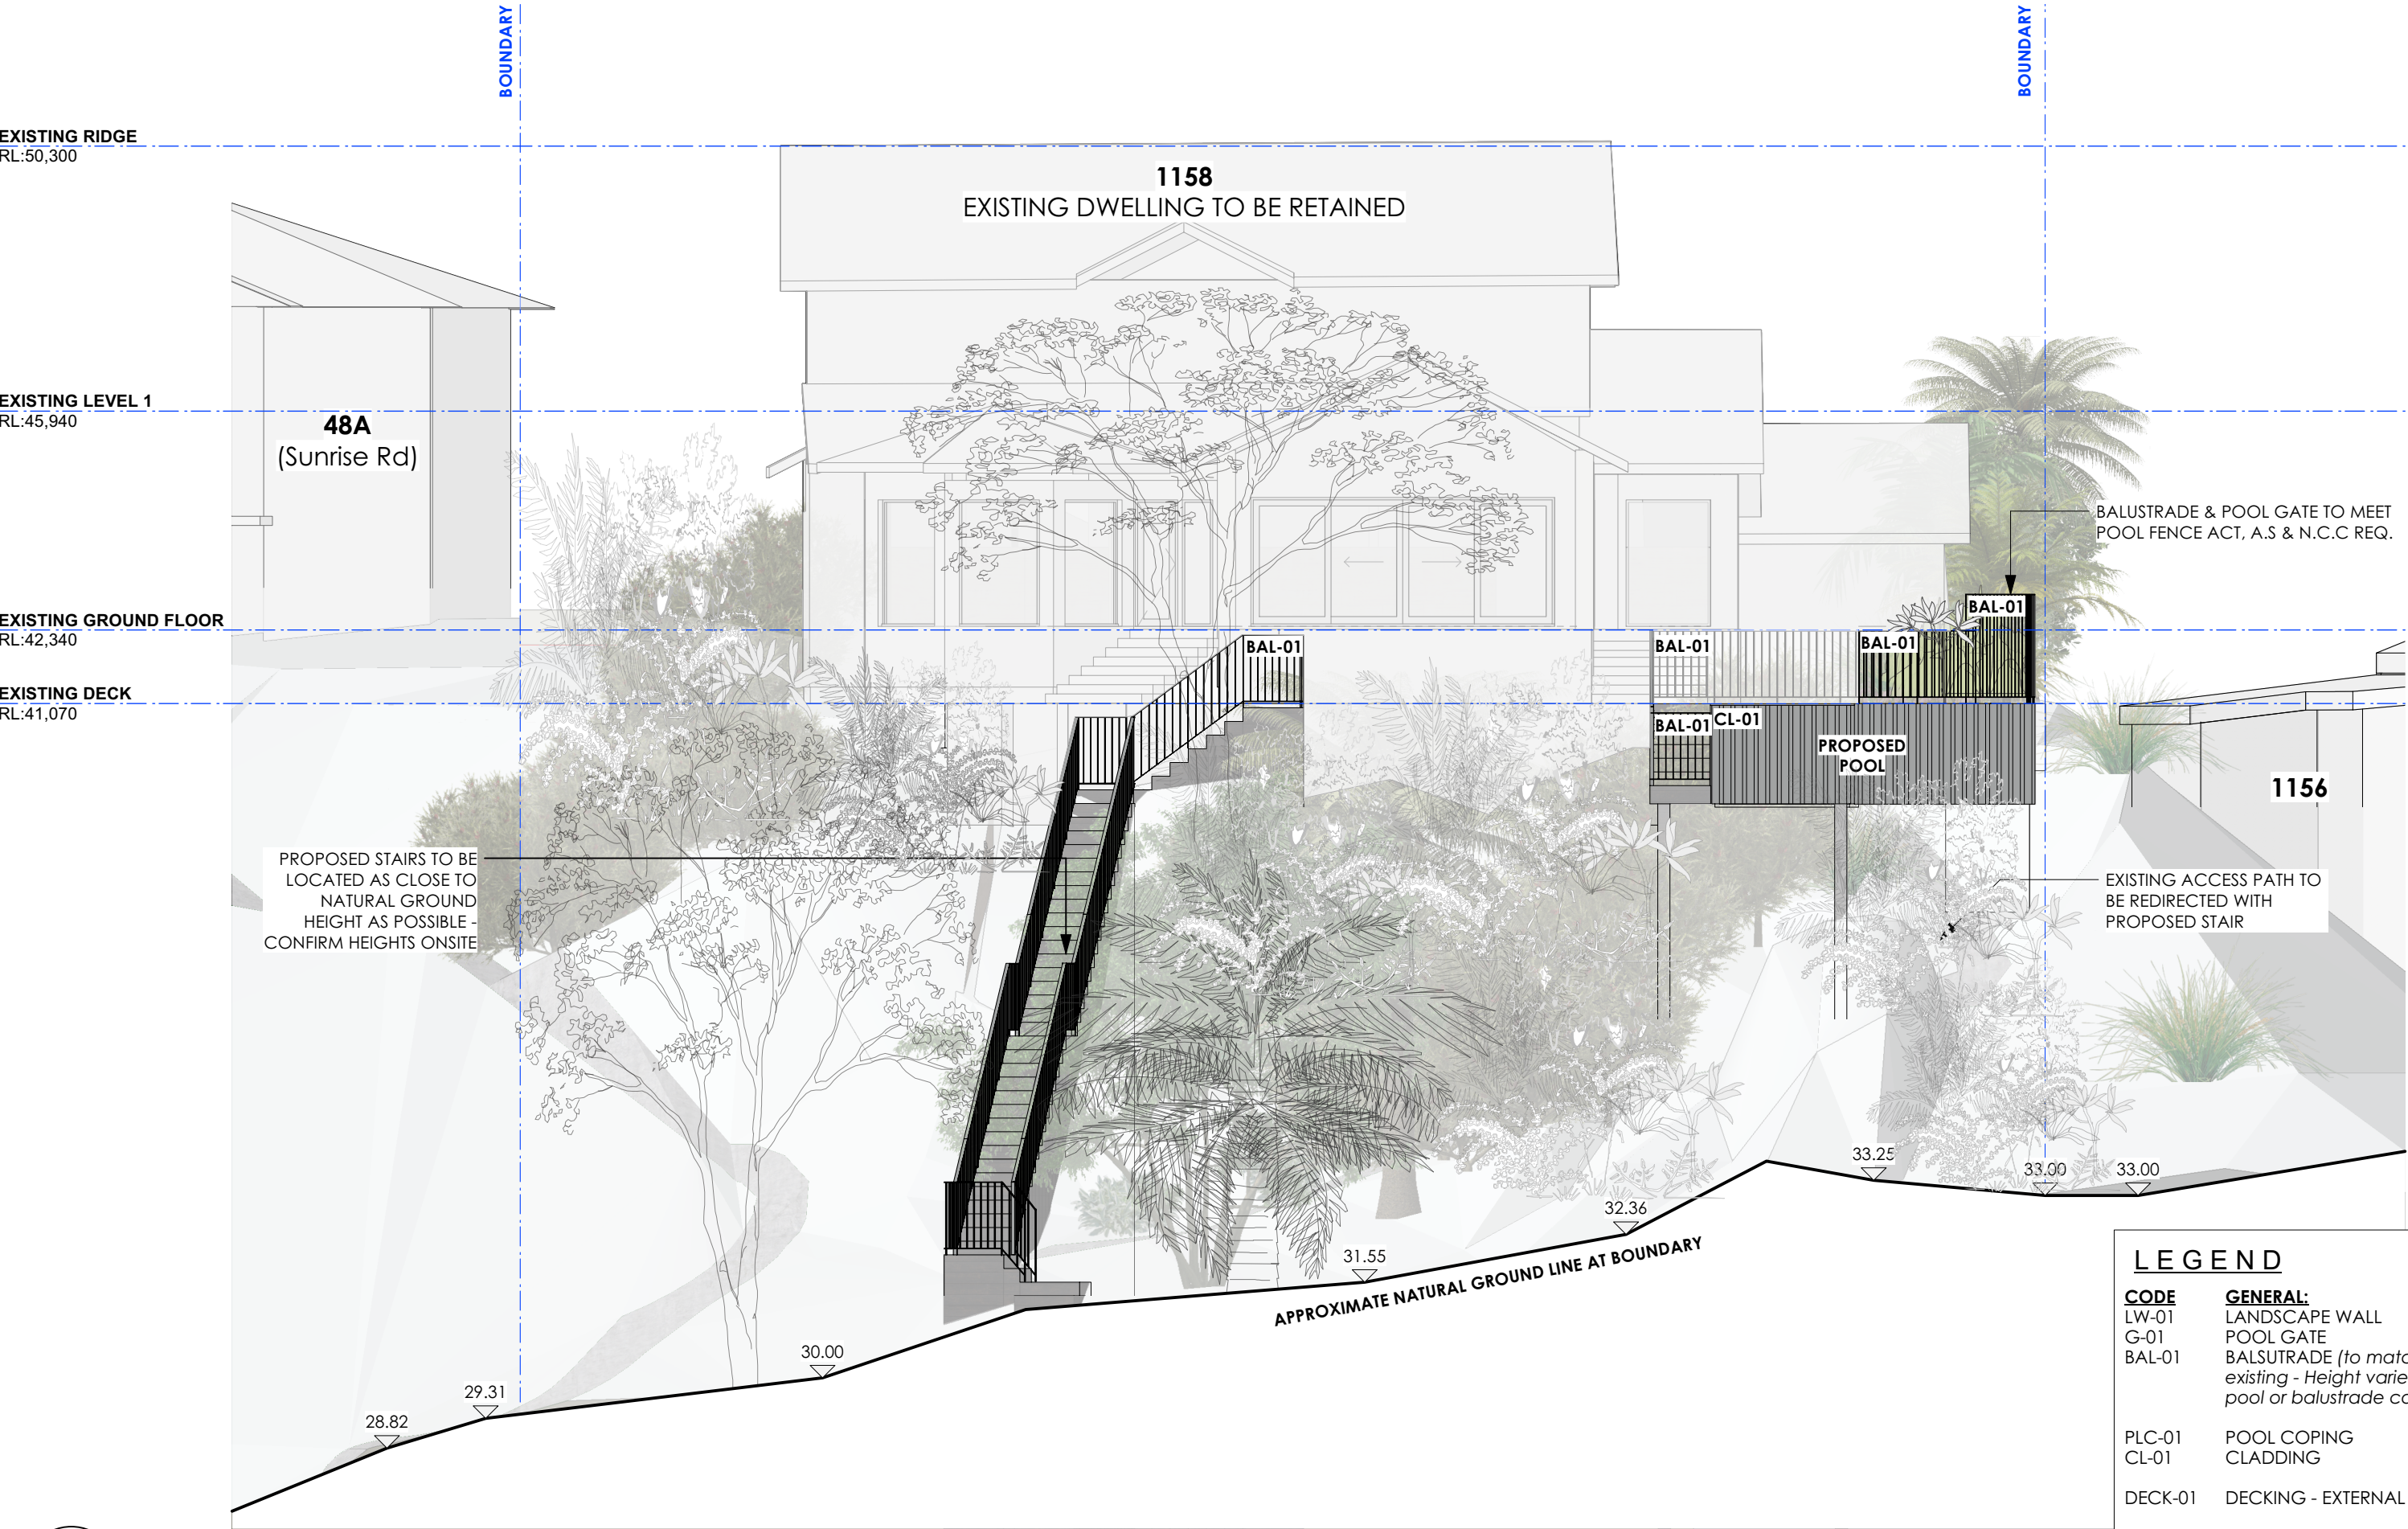 BOUNDARY
BOUNDARY
EXISTING RIDGE
RL:50,300
1158
EXISTING DWELLING TO BE RETAINED
EXISTING LEVEL 1
RL:45,940
48A
(Sunrise Rd)
BALUSTRADE & POOL GATE TO MEET
POOL FENCE ACT, A.S & N.C.C REQ.
EXISTING GROUND FLOOR
RL:42,340
BAL-01
BAL-01
BAL-01
BAL-01
EXISTING DECK
RL:41,070
BAL-01
CL-01
PROPOSED
POOL
1156
PROPOSED STAIRS TO BE
LOCATED AS CLOSE TO
NATURAL GROUND
HEIGHT AS POSSIBLE -
CONFIRM HEIGHTS ONSITE
EXISTING ACCESS PATH TO
BE REDIRECTED WITH
PROPOSED STAIR
33.25
33.00
33.00
32.36
31.55
APPROXIMATE NATURAL GROUND LINE AT BOUNDARY
30.00
29.31
28.82
LEGEND
CODE GENERAL:
LW-01 LANDSCAPE WALL
G-01 POOL GATE
BAL-01 BALSUTRADE (to
existing - Height
pool or balustrade
PLC-01 POOL COPING
CL-01 CLADDING
DECK-01 DECKING - EXTERNAL